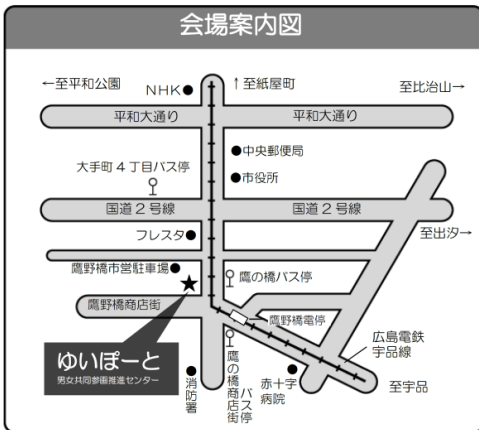 会場案内図
←至平和公園
NHK
↑至紙屋町
至比治山→
平和大通り
平和大通り
中央郵便局
大手町4丁目バス停
市役所
国道2号線
国道2号線
フレスタ
至出汐→
鷹野橋市営駐車場
鷹の橋バス停
鷹野橋商店街
鷹野橋電停
広島電鉄
宇品線
ゆいぽーと
男女共同参画推進センター
消防署
鷹の橋商店街
バス停
赤十字
病院
至宇品